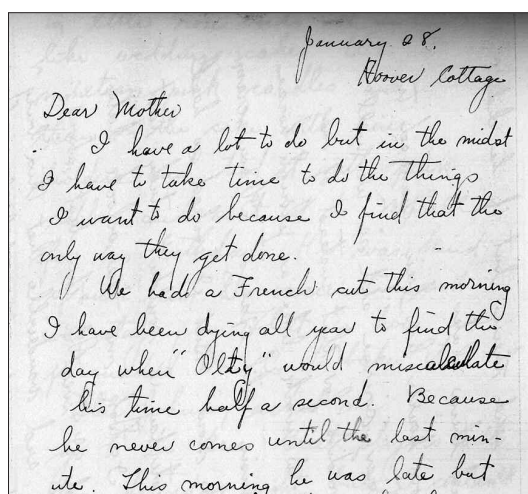 January 28.
Hoover Cottage
Dear Mother
I have a lot to do but in the midst
I have to take time to do the things
I want to do because I find that the
only way they get done.
We had a French cut this morning
I have been dying all year to find the
day when "Olty" would miscalculate
his time half a second. Because
he never comes until the last min-
ute. This morning he was late but